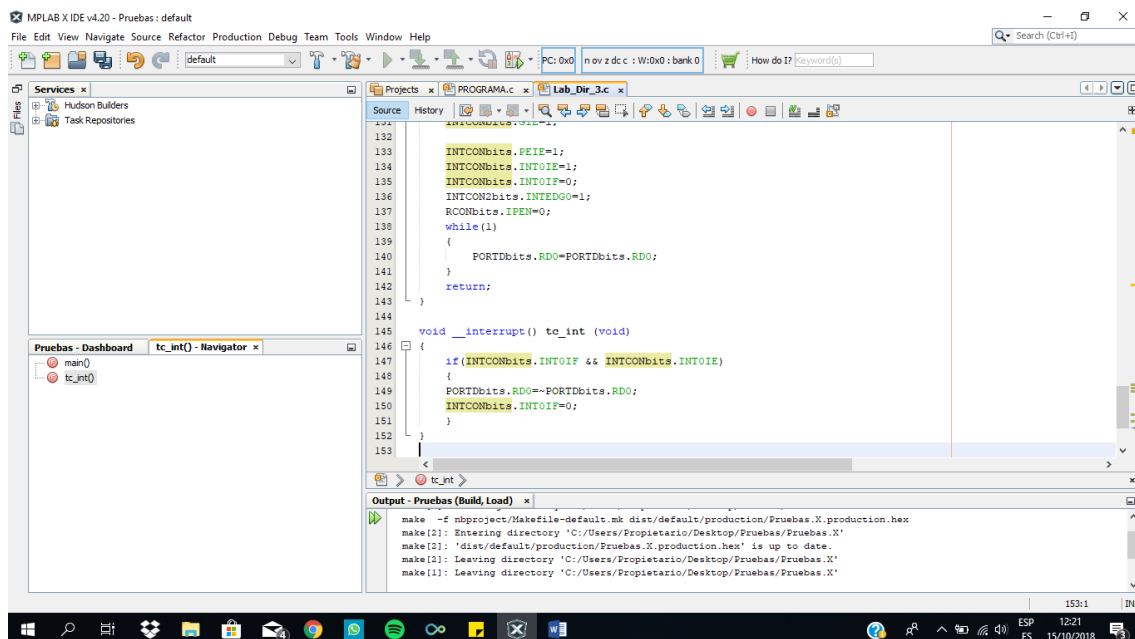 MPLAB X IDE v4.20 - Pruebas : default
File Edit View Navigate Source Refactor Production Debug Team Tools Window Help
Search (Ctrl+I)
default
PC: 0x0
n ov z dc c : W:0x0 : bank 0
How do I? Keyword(s)
Files
Services
Hudson Builders
Task Repositories
Projects
PROGRAMA.c
Lab_Dir_3.c
Source History
131 INTCONbits.GIE=1;
132
133 INTCONbits.PEIE=1;
134 INTCONbits.INT0IE=1;
135 INTCONbits.INT0IF=0;
136 INTCON2bits.INTEDG0=1;
137 RCONbits.IPEN=0;
138 while(1)
139 {
140 PORTDbits.RD0=PORTDbits.RD0;
141 }
142 return;
143 }
144
145 void __interrupt() tc_int (void)
146 {
147 if(INTCONbits.INT0IF && INTCONbits.INT0IE)
148 {
149 PORTDbits.RD0=~PORTDbits.RD0;
150 INTCONbits.INT0IF=0;
151 }
152 }
153
tc_int
Pruebas - Dashboard
tc_int() - Navigator
main()
tc_int()
Output - Pruebas (Build, Load)
make -f nbproject/Makefile-default.mk dist/default/production/Pruebas.X.production.hex
make[2]: Entering directory 'C:/Users/Propietario/Desktop/Pruebas/Pruebas.X'
make[2]: 'dist/default/production/Pruebas.X.production.hex' is up to date.
make[2]: Leaving directory 'C:/Users/Propietario/Desktop/Pruebas/Pruebas.X'
make[1]: Leaving directory 'C:/Users/Propietario/Desktop/Pruebas/Pruebas.X'
153:1
ESP
ES
12:21
15/10/2018